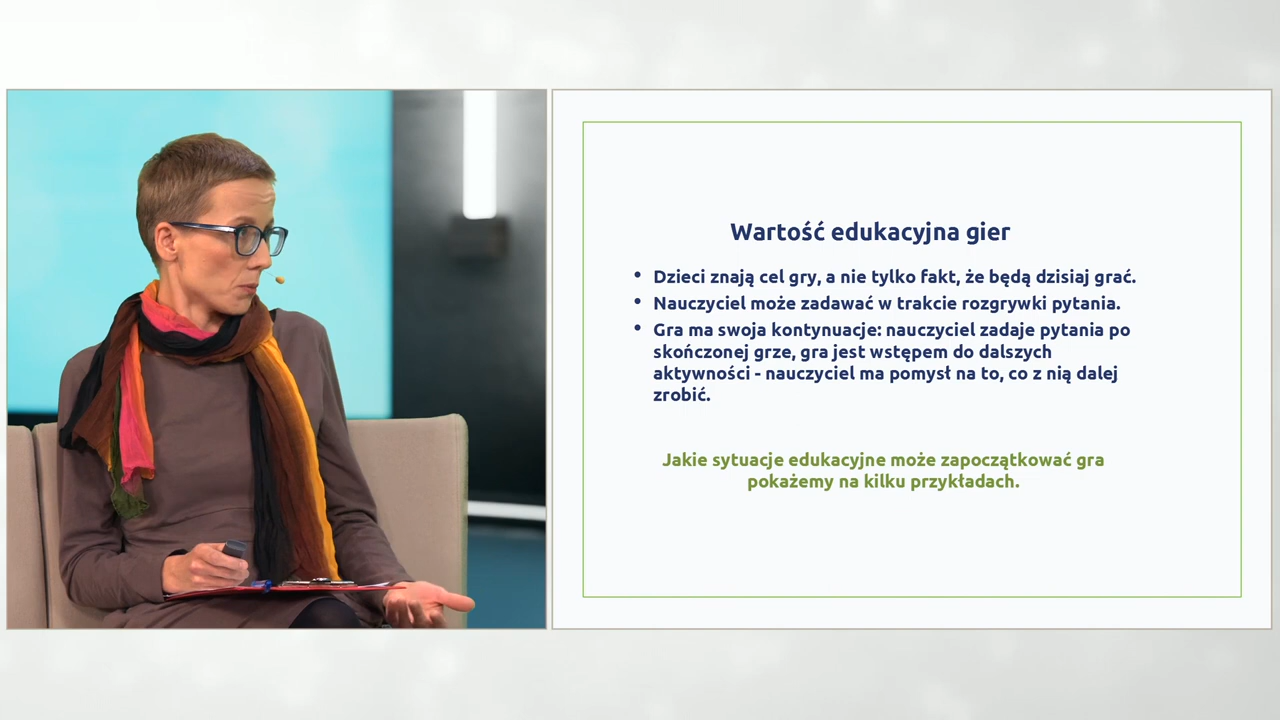 Wartość edukacyjna gier
• Dzieci znają cel gry, a nie tylko fakt, że będą dzisiaj grać.
• Nauczyciel może zadawać w trakcie rozgrywki pytania.
• Gra ma swoja kontynuacje: nauczyciel zadaje pytania po
skończonej grze, gra jest wstępem do dalszych
aktywności - nauczyciel ma pomysł na to, co z nią dalej
zrobić.
Jakie sytuacje edukacyjne może zapoczątkować gra
pokażemy na kilku przykładach.